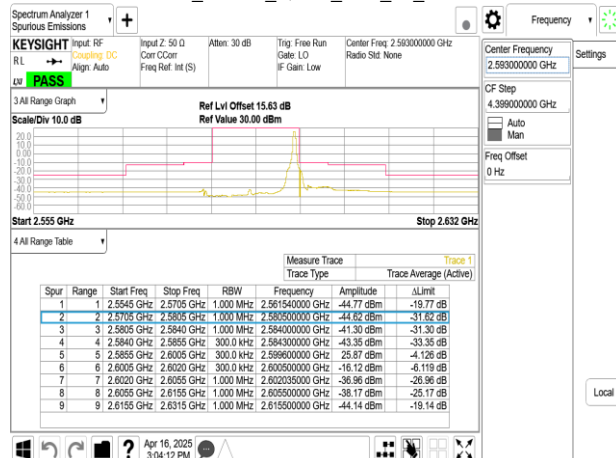 Spectrum Analyzer 1
Spurious Emissions
Frequency
KEYSIGHT Input: RF Input Z: 50 Ω Atten: 30 dB Trig: Free Run Center Freq: 2.593000000 GHz
RL Coupling: DC Corr CCorr Gate: LO Radio Std: None
Align: Auto Freq Ref: Int (S) IF Gain: Low
LXI PASS
Center Frequency
2.593000000 GHz
Settings
CF Step
4.399000000 GHz
Auto
Man
Freq Offset
0 Hz
3 All Range Graph
Ref Lvl Offset 15.63 dB
Scale/Div 10.0 dB Ref Value 30.00 dBm
20.0
10.0
0.00
-10.0
-20.0
-30.0
-40.0
-50.0
-60.0
Start 2.555 GHz Stop 2.632 GHz
4 All Range Table
Measure Trace Trace 1
Trace Type Trace Average (Active)
Spur Range Start Freq Stop Freq RBW Frequency Amplitude ΔLimit
1 1 2.5545 GHz 2.5705 GHz 1.000 MHz 2.561540000 GHz -44.77 dBm -19.77 dB
2 2 2.5705 GHz 2.5805 GHz 1.000 MHz 2.580500000 GHz -44.62 dBm -31.62 dB
3 3 2.5805 GHz 2.5840 GHz 1.000 MHz 2.584000000 GHz -41.30 dBm -31.30 dB
4 4 2.5840 GHz 2.5855 GHz 300.0 kHz 2.584300000 GHz -43.35 dBm -33.35 dB
5 5 2.5855 GHz 2.6005 GHz 300.0 kHz 2.599600000 GHz 25.87 dBm -4.126 dB
6 6 2.6005 GHz 2.6020 GHz 300.0 kHz 2.600500000 GHz -16.12 dBm -6.119 dB
7 7 2.6020 GHz 2.6055 GHz 1.000 MHz 2.602035000 GHz -36.96 dBm -26.96 dB
8 8 2.6055 GHz 2.6155 GHz 1.000 MHz 2.605500000 GHz -38.17 dBm -25.17 dB
9 9 2.6155 GHz 2.6315 GHz 1.000 MHz 2.615500000 GHz -44.14 dBm -19.14 dB
Local
Apr 16, 2025
3:04:12 PM